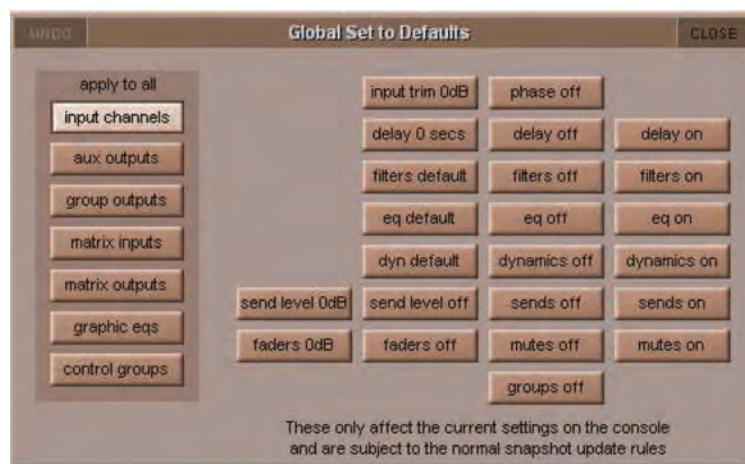 UNDO Global Set to Defaults CLOSE
apply to all
input channels
aux outputs
group outputs
matrix inputs
matrix outputs
graphic eqs
control groups
input trim 0dB phase off
delay 0 secs delay off delay on
filters default filters off filters on
eq default eq off eq on
dyn default dynamics off dynamics on
send level 0dB send level off sends off sends on
faders 0dB faders off mutes off mutes on
groups off
These only affect the current settings on the console
and are subject to the normal snapshot update rules